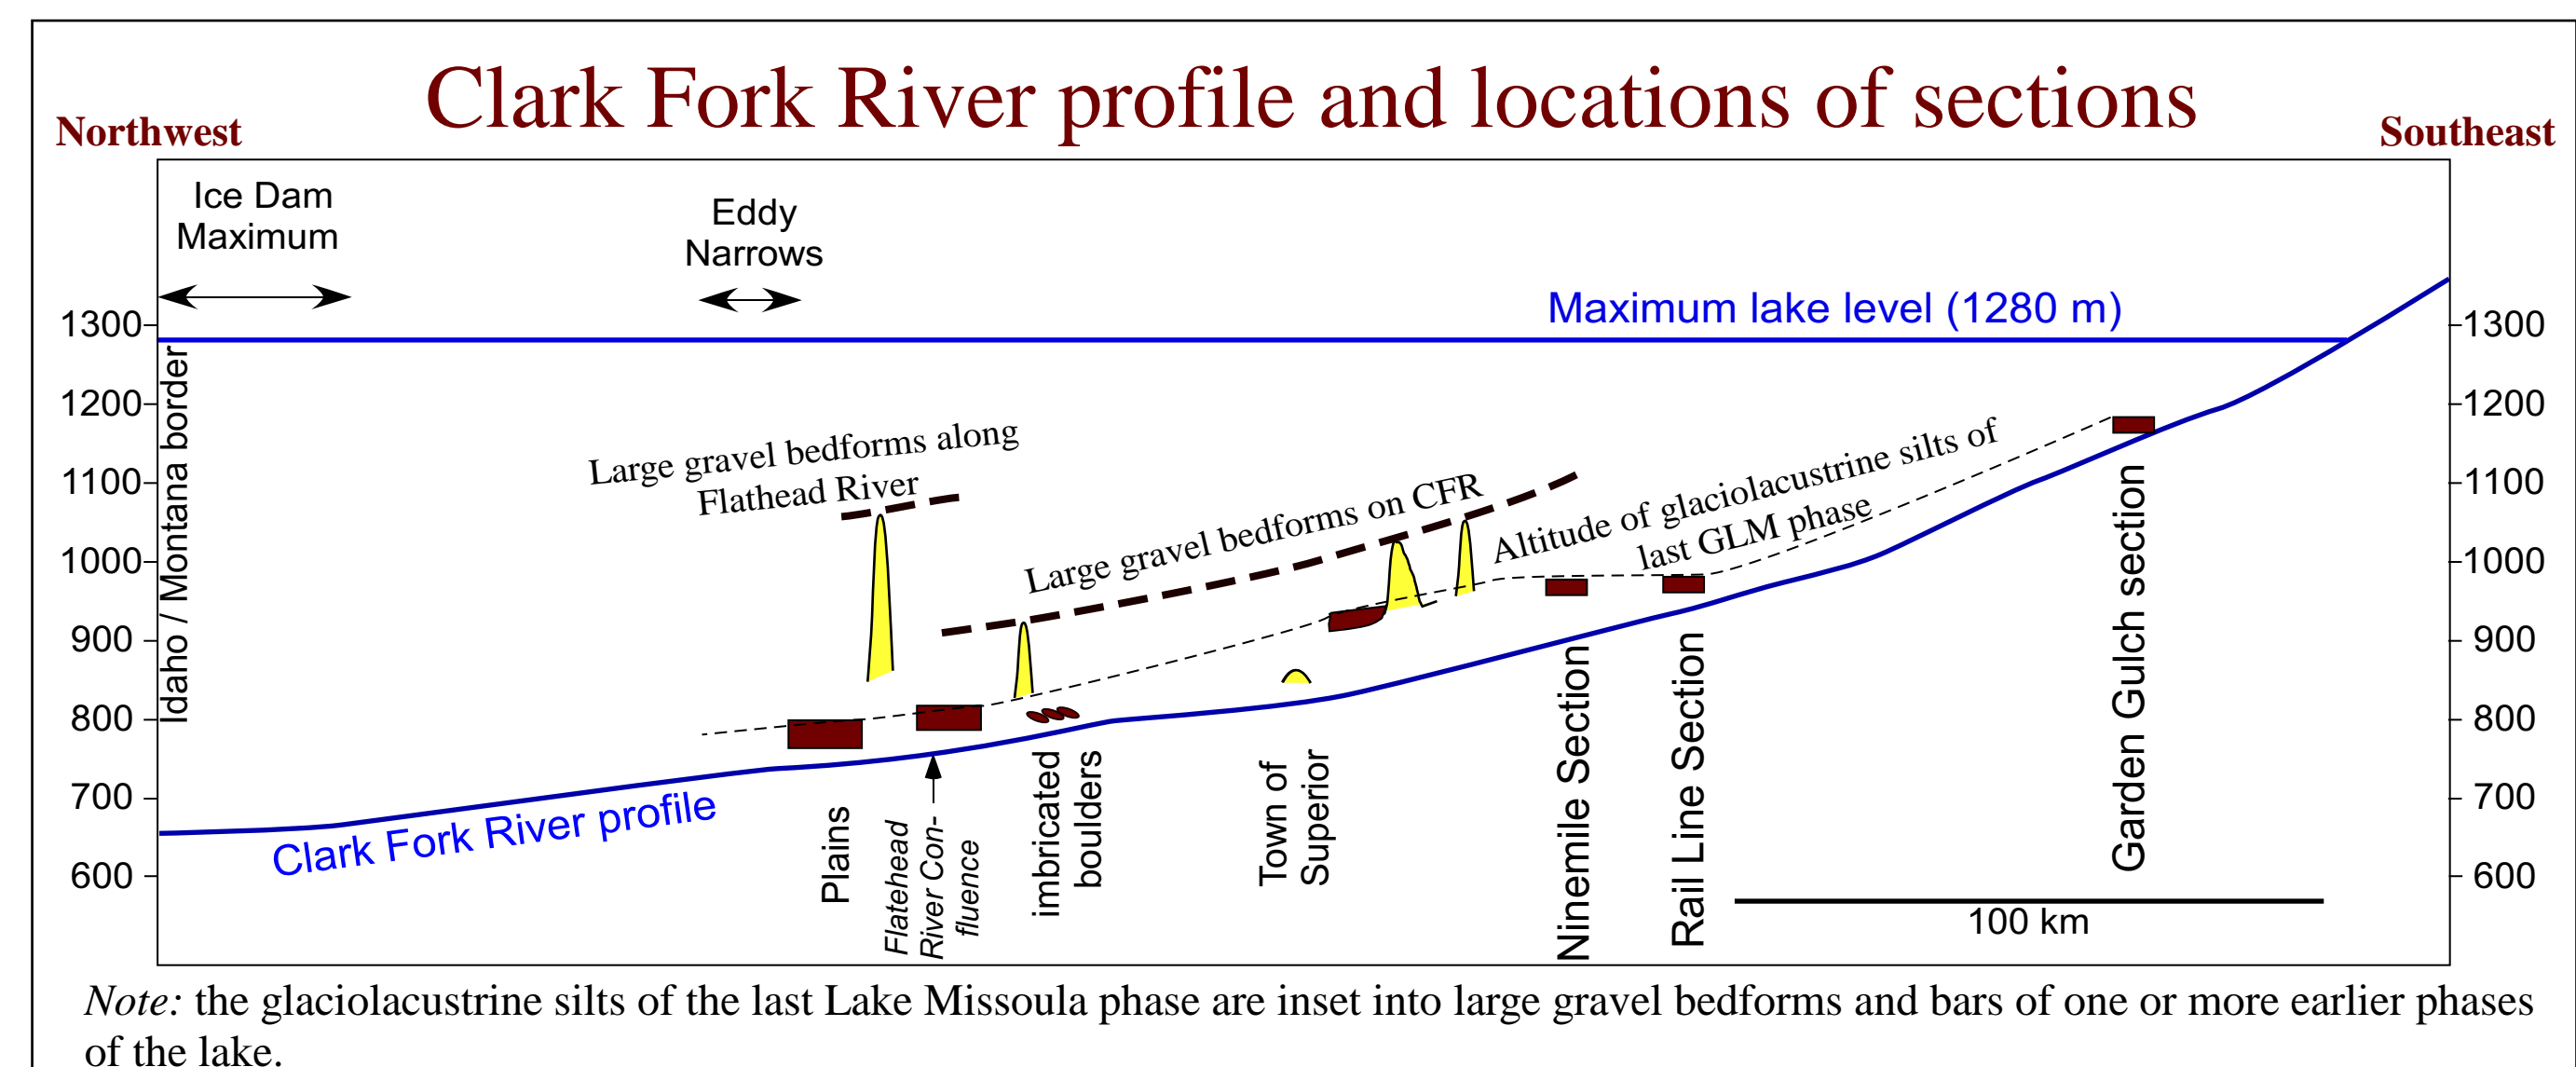 Clark Fork River profile and locations of sections
Northwest
Southeast
Ice Dam
Maximum
Eddy
Narrows
Maximum lake level (1280 m)
1300
1200
1100
1000
900
800
700
600
1300
1200
1100
1000
900
800
700
600
Idaho / Montana border
Large gravel bedforms along
Flathead River
Large gravel bedforms on CFR
Altitude of glaciolacustrine silts of
last GLM phase
Clark Fork River profile
Plains
Flatehead
River Con-
fluence
imbricated
boulders
Town of
Superior
Ninemile Section
Rail Line Section
Garden Gulch section
100 km
Note: the glaciolacustrine silts of the last Lake Missoula phase are inset into large gravel bedforms and bars of one or more earlier phases
of the lake.